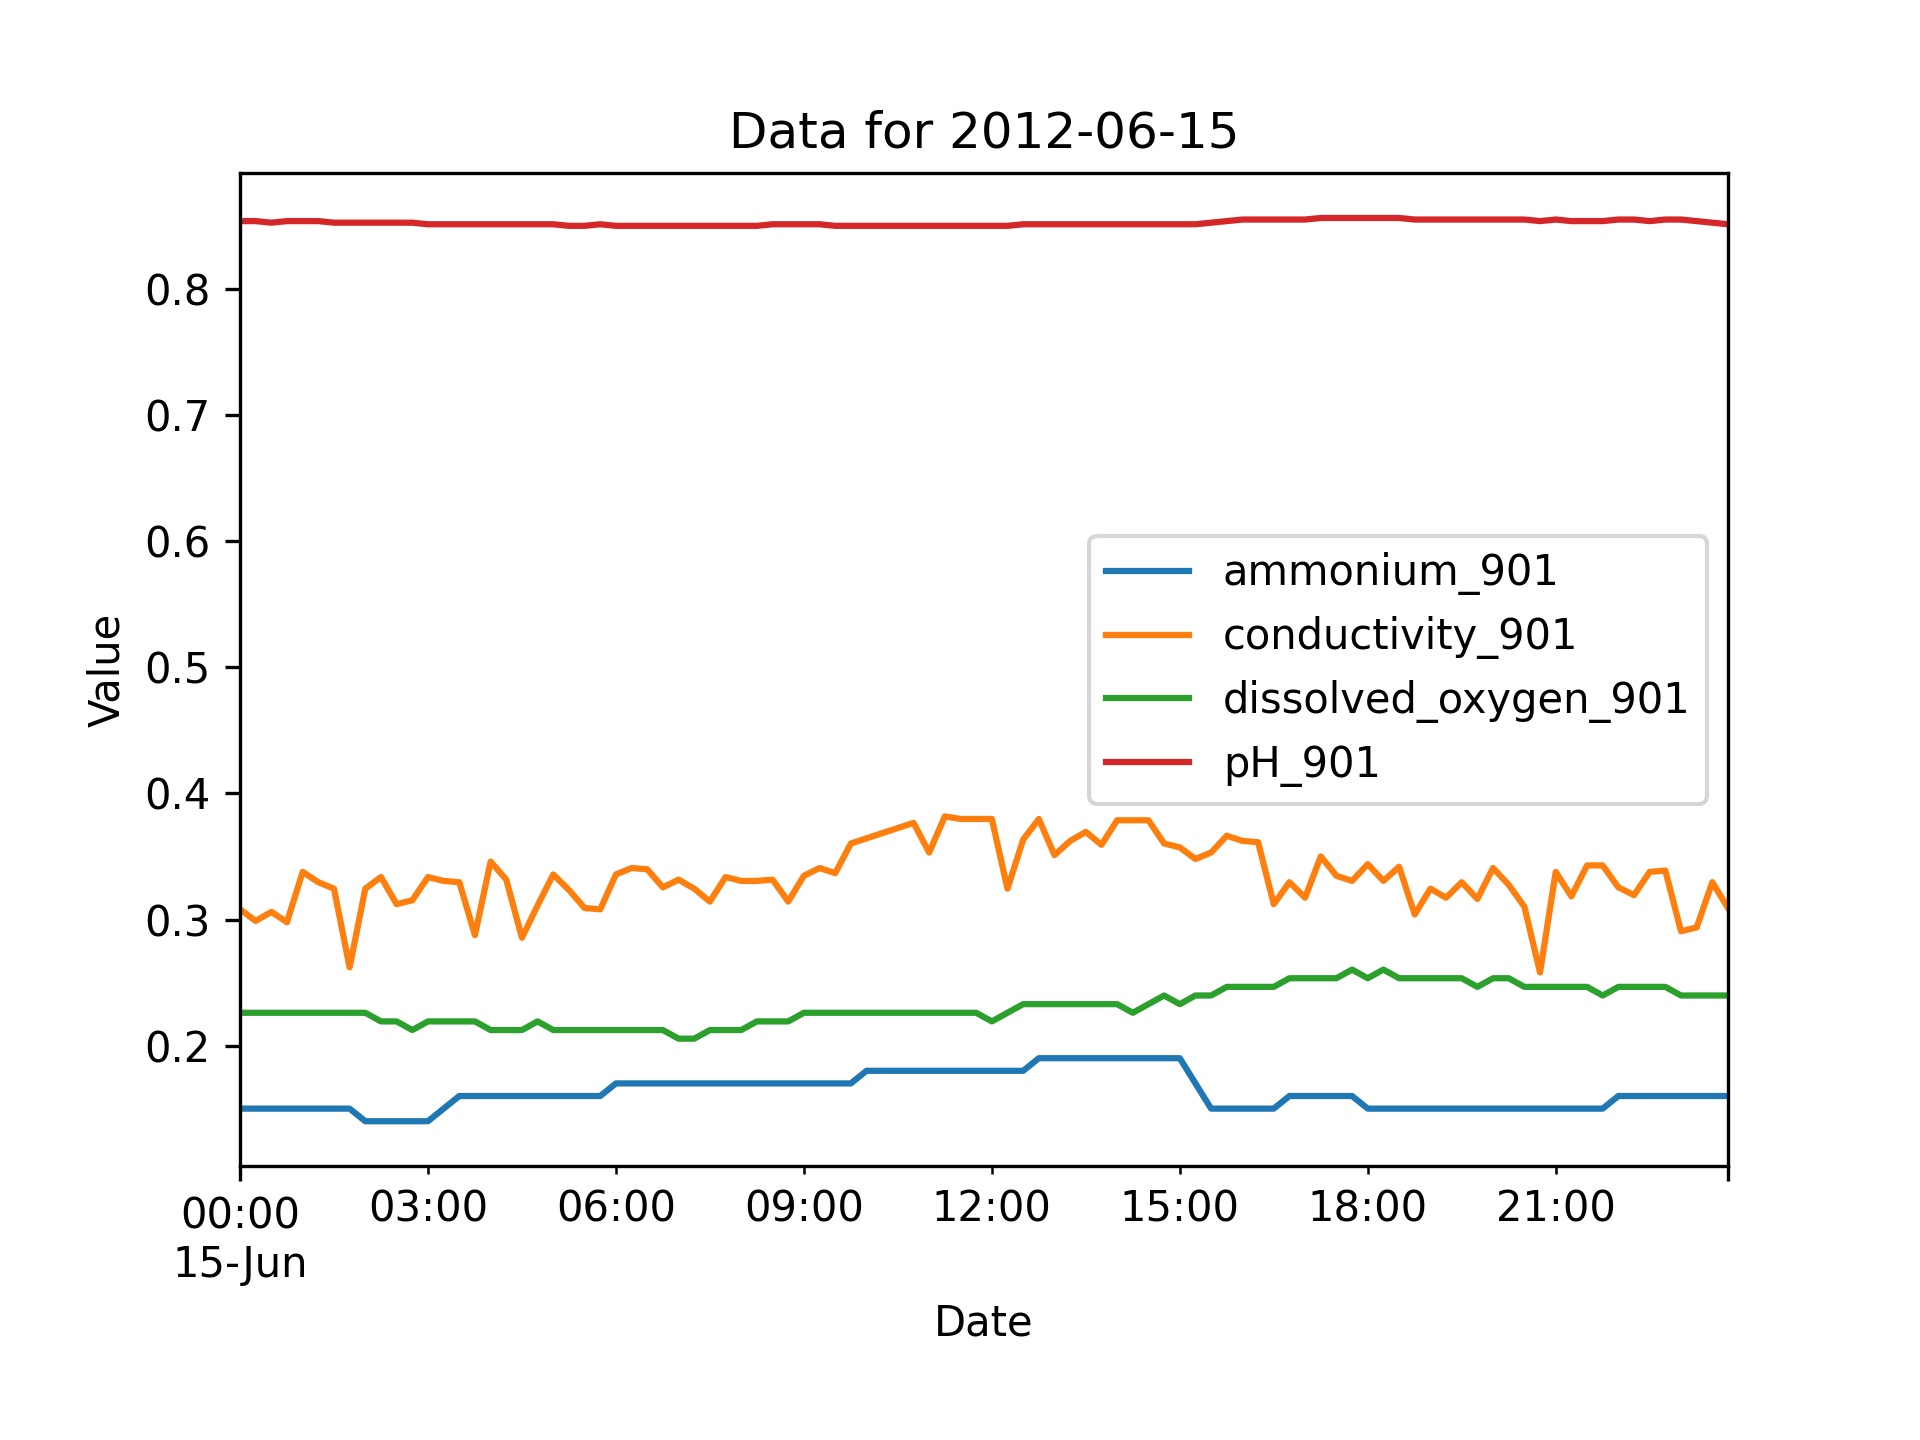 Data for 2012-06-15
Value
0.8
0.7
0.6
0.5
0.4
0.3
0.2
ammonium_901
conductivity_901
dissolved_oxygen_901
pH_901
00:00 03:00 06:00 09:00 12:00 15:00 18:00 21:00
15-Jun
Date